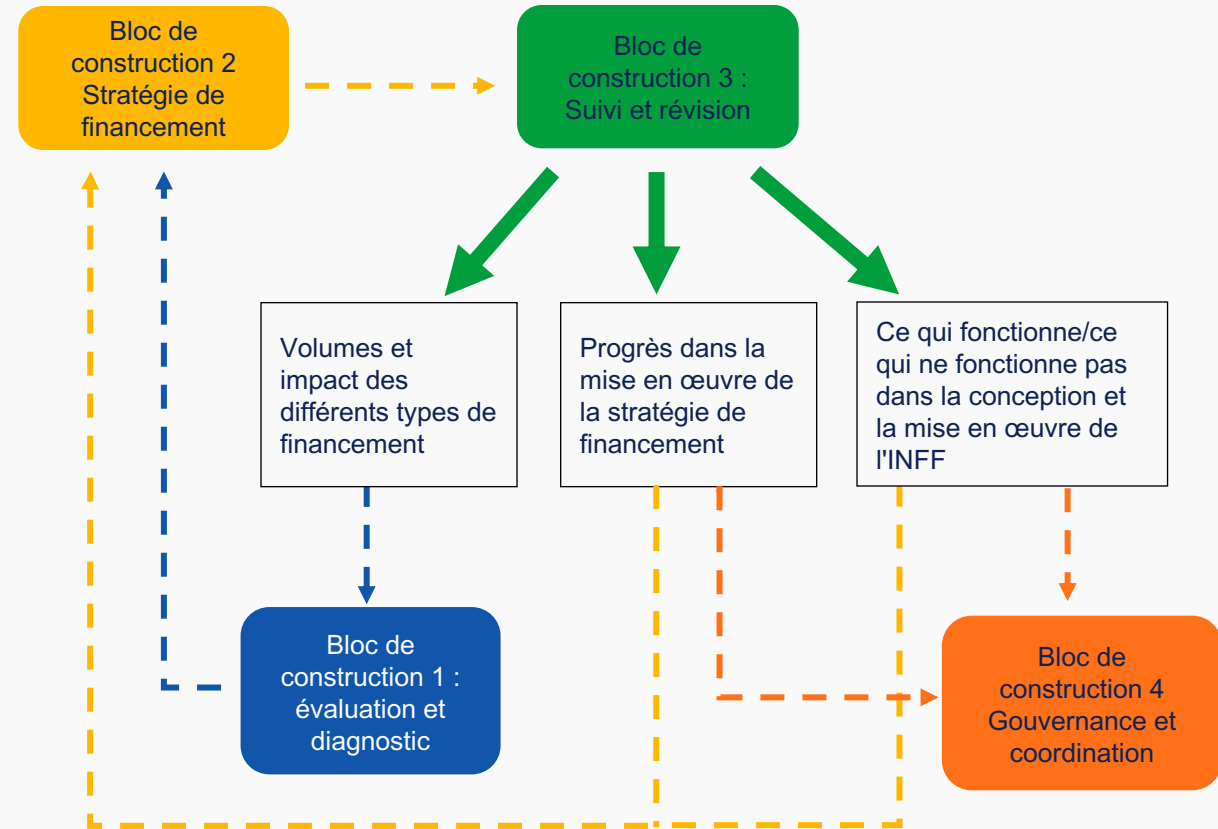 Bloc de
construction 2
Stratégie de
financement
Bloc de
construction 3 :
Suivi et révision
Volumes et
impact des
différents types de
financement
Progrès dans la
mise en œuvre de
la stratégie de
financement
Ce qui fonctionne/ce
qui ne fonctionne pas
dans la conception et
la mise en œuvre de
l'INFF
Bloc de
construction 1 :
évaluation et
diagnostic
Bloc de
construction 4
Gouvernance et
coordination